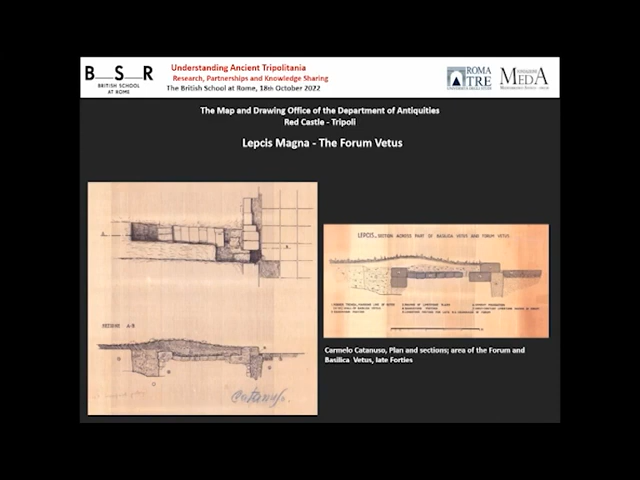 B S R
BRITISH SCHOOL
AT ROME
Understanding Ancient Tripolitania
Research, Partnerships and Knowledge Sharing
The British School at Rome, 18th October 2022
ROMA
TRE
MEDA
The Map and Drawing Office of the Department of Antiquities
Red Castle - Tripoli
Lepcis Magna - The Forum Vetus
SECTIONS A-B
Catanuso.
LEPCIS. SECTION ACROSS PART OF BASILICA VETUS AND FORUM VETUS
Carmelo Catanuso, Plan and sections; area of the Forum and
Basilica Vetus, late Forties